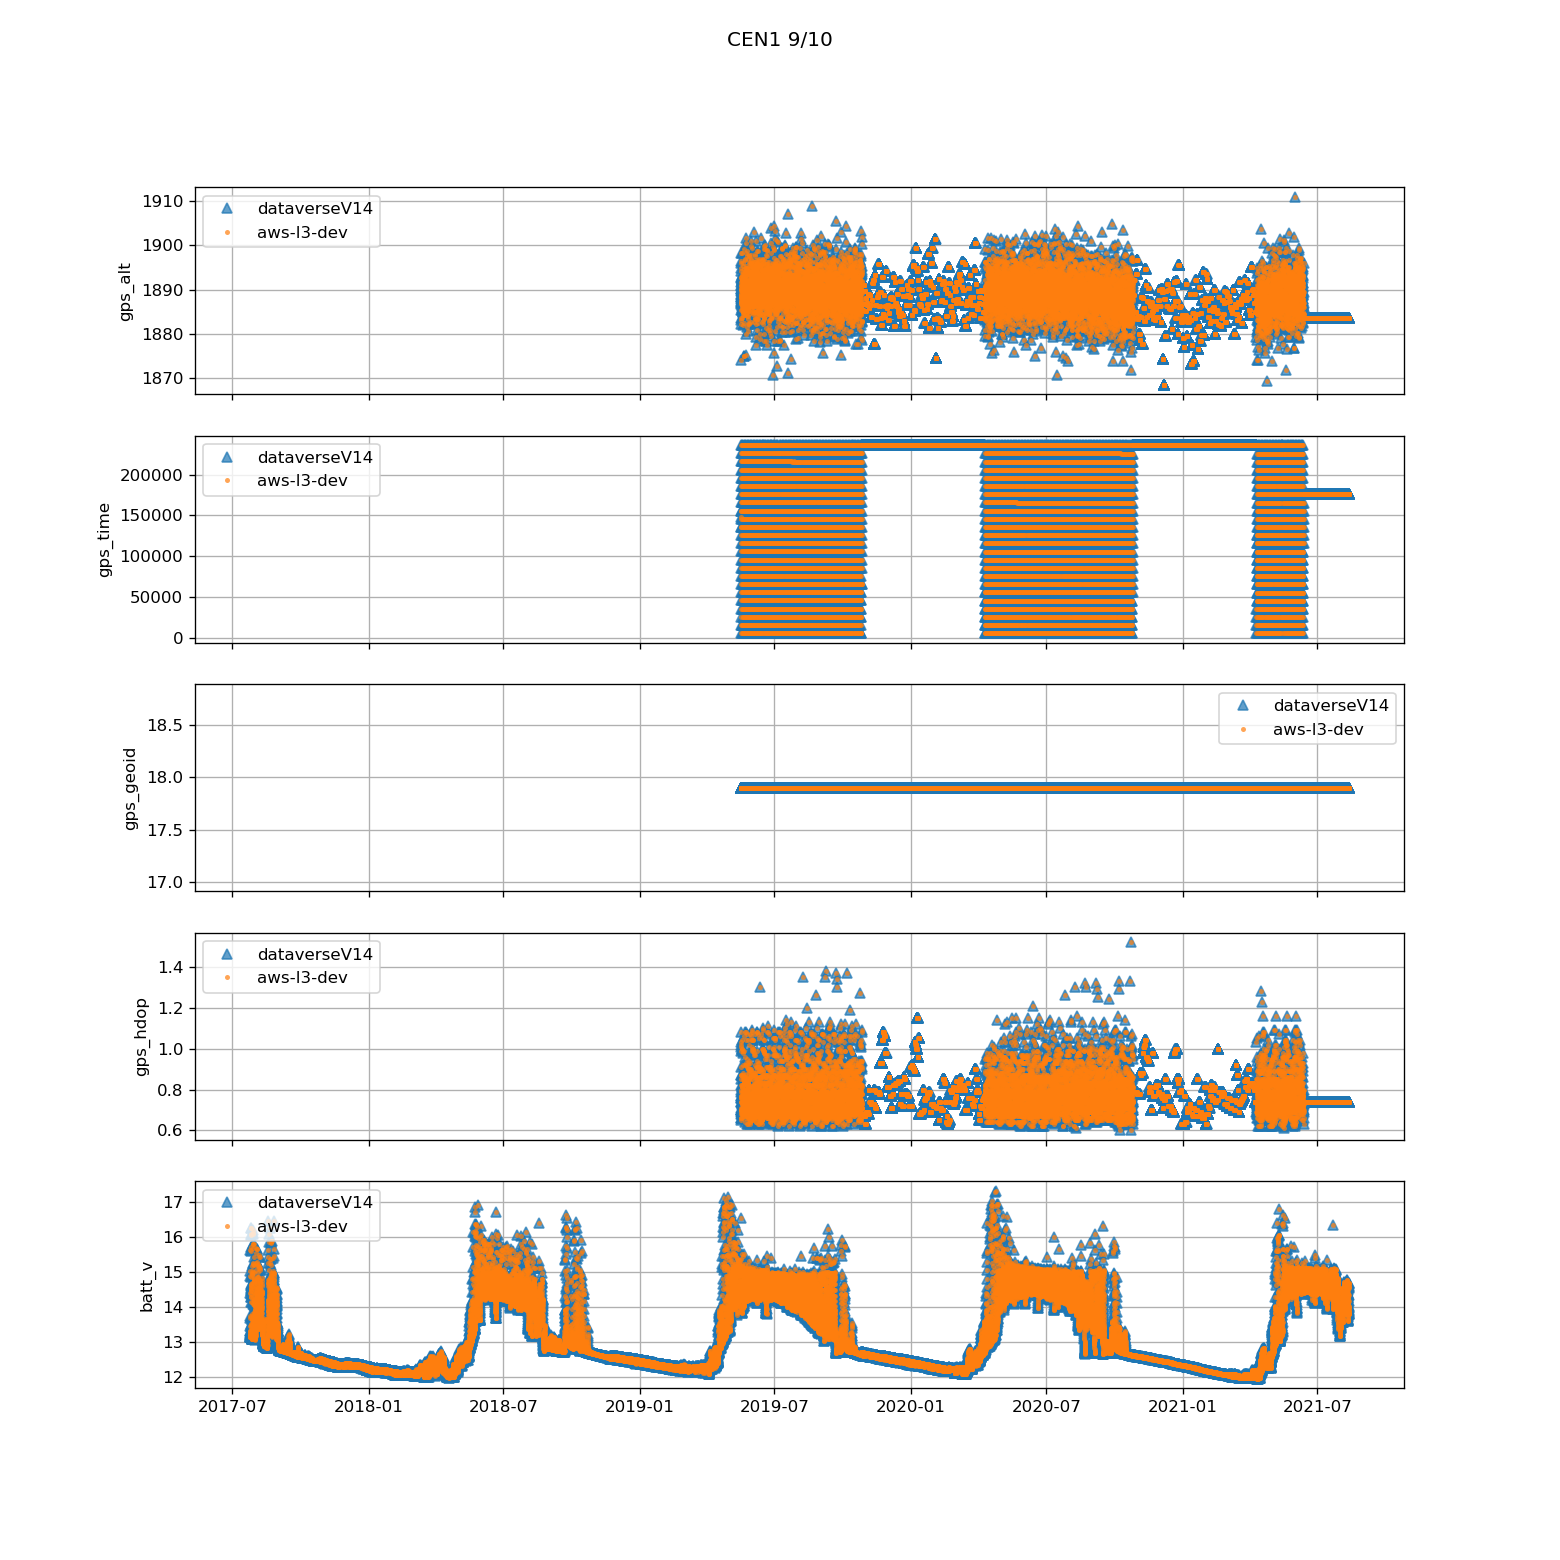 CEN1 9/10
gps_alt
1910
1900
1890
1880
1870
dataverseV14
aws-l3-dev
gps_time
200000
150000
100000
50000
0
dataverseV14
aws-l3-dev
gps_geoid
18.5
18.0
17.5
17.0
dataverseV14
aws-l3-dev
gps_hdop
1.4
1.2
1.0
0.8
0.6
dataverseV14
aws-l3-dev
batt_v
17
16
15
14
13
12
dataverseV14
aws-l3-dev
2017-07 2018-01 2018-07 2019-01 2019-07 2020-01 2020-07 2021-01 2021-07